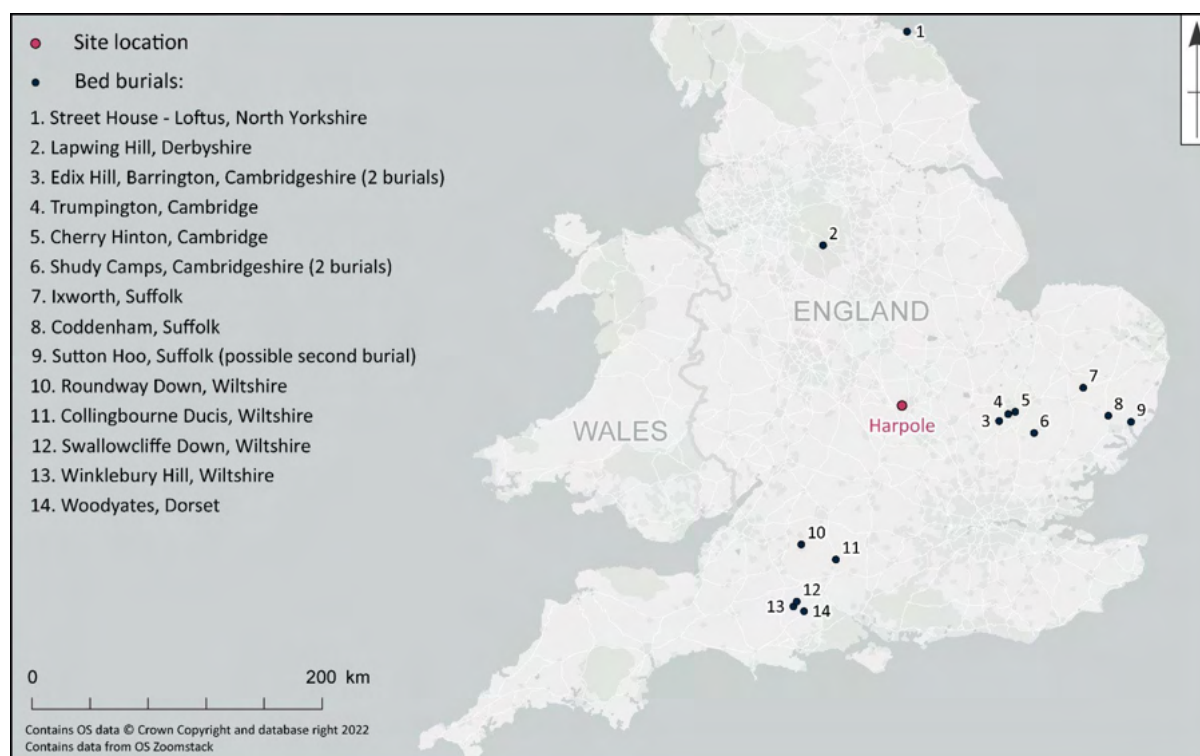 Site location
Bed burials:
1. Street House - Loftus, North Yorkshire
2. Lapwing Hill, Derbyshire
3. Edix Hill, Barrington, Cambridgeshire (2 burials)
4. Trumpington, Cambridge
5. Cherry Hinton, Cambridge
6. Shudy Camps, Cambridgeshire (2 burials)
7. Ixworth, Suffolk
8. Coddenham, Suffolk
9. Sutton Hoo, Suffolk (possible second burial)
10. Roundway Down, Wiltshire
11. Collingbourne Ducis, Wiltshire
12. Swallowcliffe Down, Wiltshire
13. Winklebury Hill, Wiltshire
14. Woodyates, Dorset
0 200 km
Contains OS data © Crown Copyright and database right 2022
Contains data from OS Zoomstack
1
2
ENGLAND
7
4 5
8
9
3
6
Harpole
WALES
10
11
12
13
14